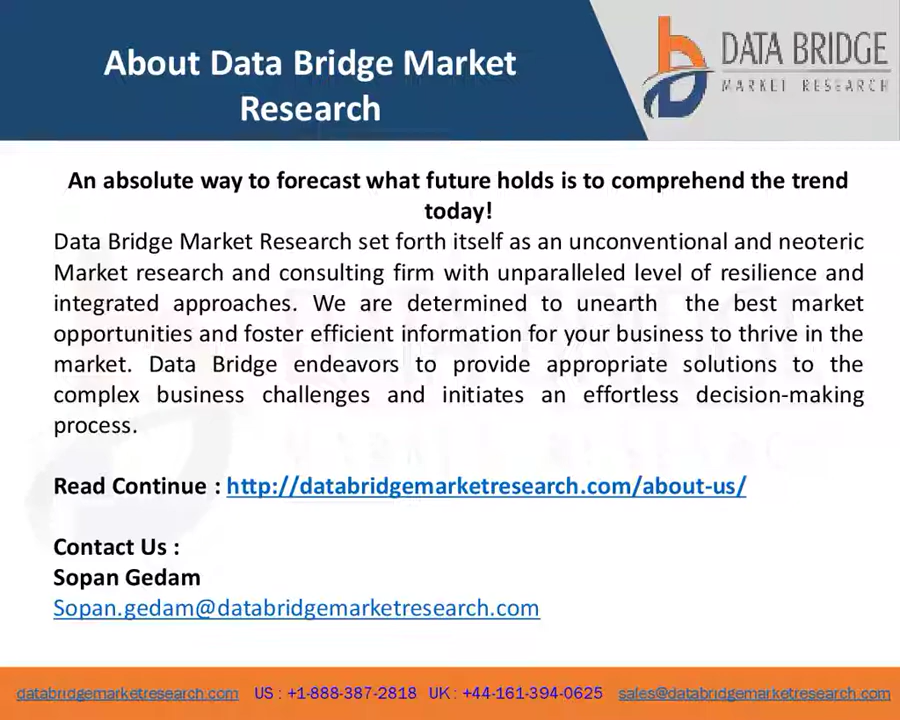 About Data Bridge Market
Research
DATA BRIDGE
MARKET RESEARCH
An absolute way to forecast what future holds is to comprehend the trend
today!
Data Bridge Market Research set forth itself as an unconventional and neoteric
Market research and consulting firm with unparalleled level of resilience and
integrated approaches. We are determined to unearth the best market
opportunities and foster efficient information for your business to thrive in the
market. Data Bridge endeavors to provide appropriate solutions to the
complex business challenges and initiates an effortless decision-making
process.
Read Continue : http://databridgemarketresearch.com/about-us/
Contact Us :
Sopan Gedam
Sopan.gedam@databridgemarketresearch.com
databridgemarketresearch.com US : +1-888-387-2818 UK : +44-161-394-0625 sales@databridgemarketresearch.com